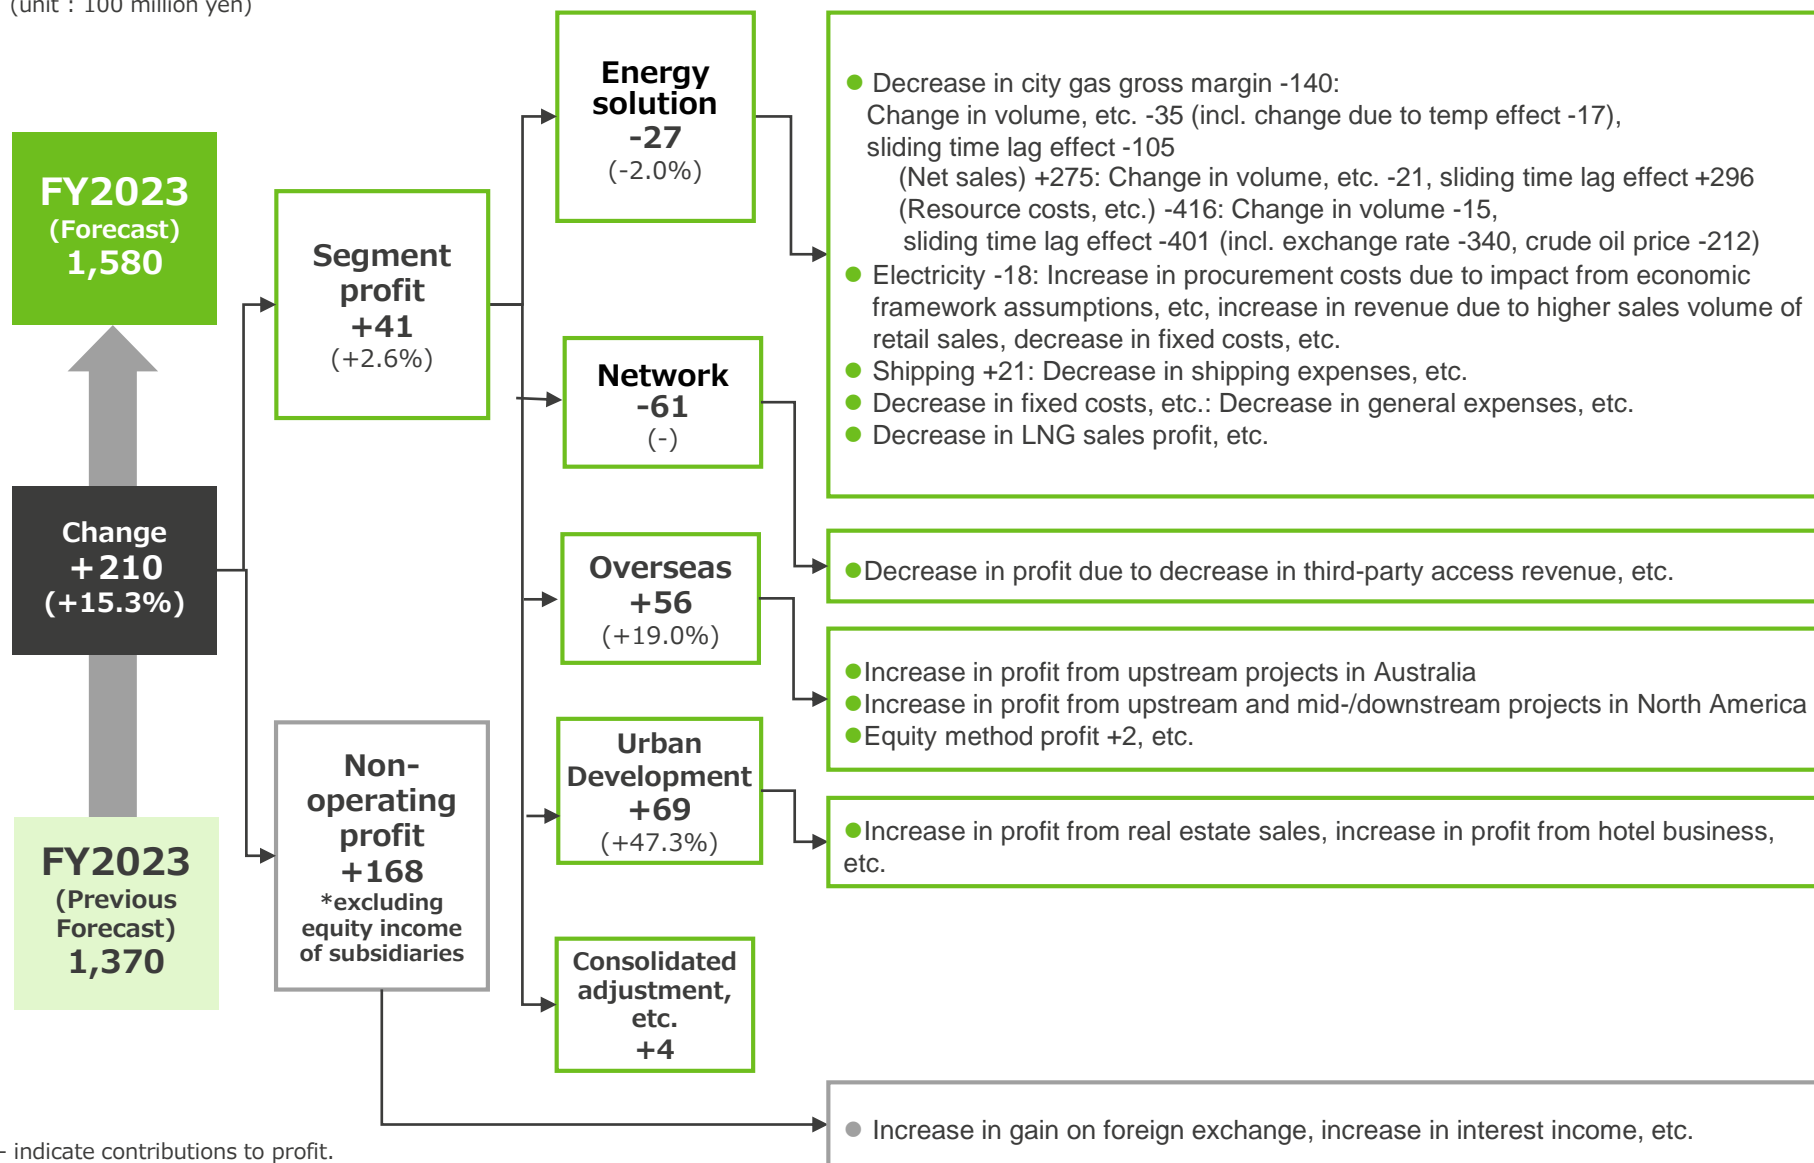 (unit : 100 million yen)
FY2023
(Forecast)
1,580
Change
+210
(+15.3%)
FY2023
(Previous
Forecast)
1,370
Segment
profit
+41
(+2.6%)
Non-
operating
profit
+168
*excluding
equity income
of subsidiaries
Energy
solution
-27
(-2.0%)
Network
-61
(-)
Overseas
+56
(+19.0%)
Urban
Development
+69
(+47.3%)
Consolidated
adjustment,
etc.
+4
● Decrease in city gas gross margin -140:
Change in volume, etc. -35 (incl. change due to temp effect -17),
sliding time lag effect -105
(Net sales) +275: Change in volume, etc. -21, sliding time lag effect +296
(Resource costs, etc.) -416: Change in volume -15,
sliding time lag effect -401 (incl. exchange rate -340, crude oil price -212)
● Electricity -18: Increase in procurement costs due to impact from economic
framework assumptions, etc, increase in revenue due to higher sales volume of
retail sales, decrease in fixed costs, etc.
● Shipping +21: Decrease in shipping expenses, etc.
● Decrease in fixed costs, etc.: Decrease in general expenses, etc.
● Decrease in LNG sales profit, etc.
●Decrease in profit due to decrease in third-party access revenue, etc.
●Increase in profit from upstream projects in Australia
●Increase in profit from upstream and mid-/downstream projects in North America
●Equity method profit +2, etc.
●Increase in profit from real estate sales, increase in profit from hotel business,
etc.
● Increase in gain on foreign exchange, increase in interest income, etc.
- indicate contributions to profit.